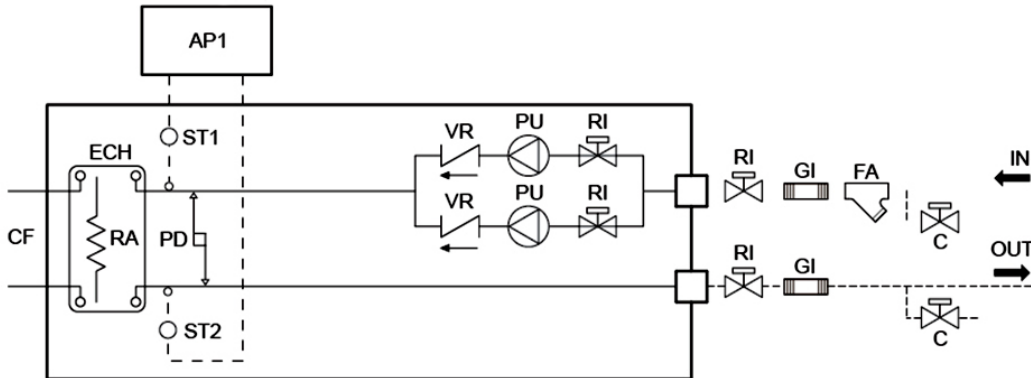 AP1
ST1
ECH
VR PU RI
RI GI FA IN
CF RA PD
VR PU RI
C
RI GI OUT
ST2
C